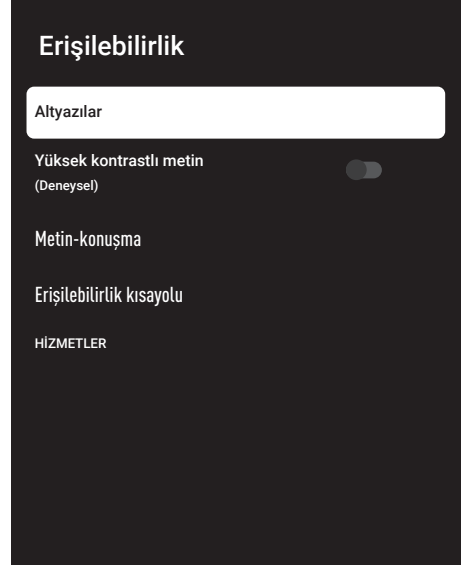 Erişilebilirlik
Altyazılar
Yüksek kontrastlı metin
(Deneysel)
Metin-konuşma
Erişilebilirlik kısayolu
HİZMETLER